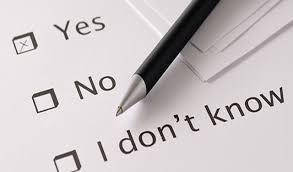 Yes
No
I don't know